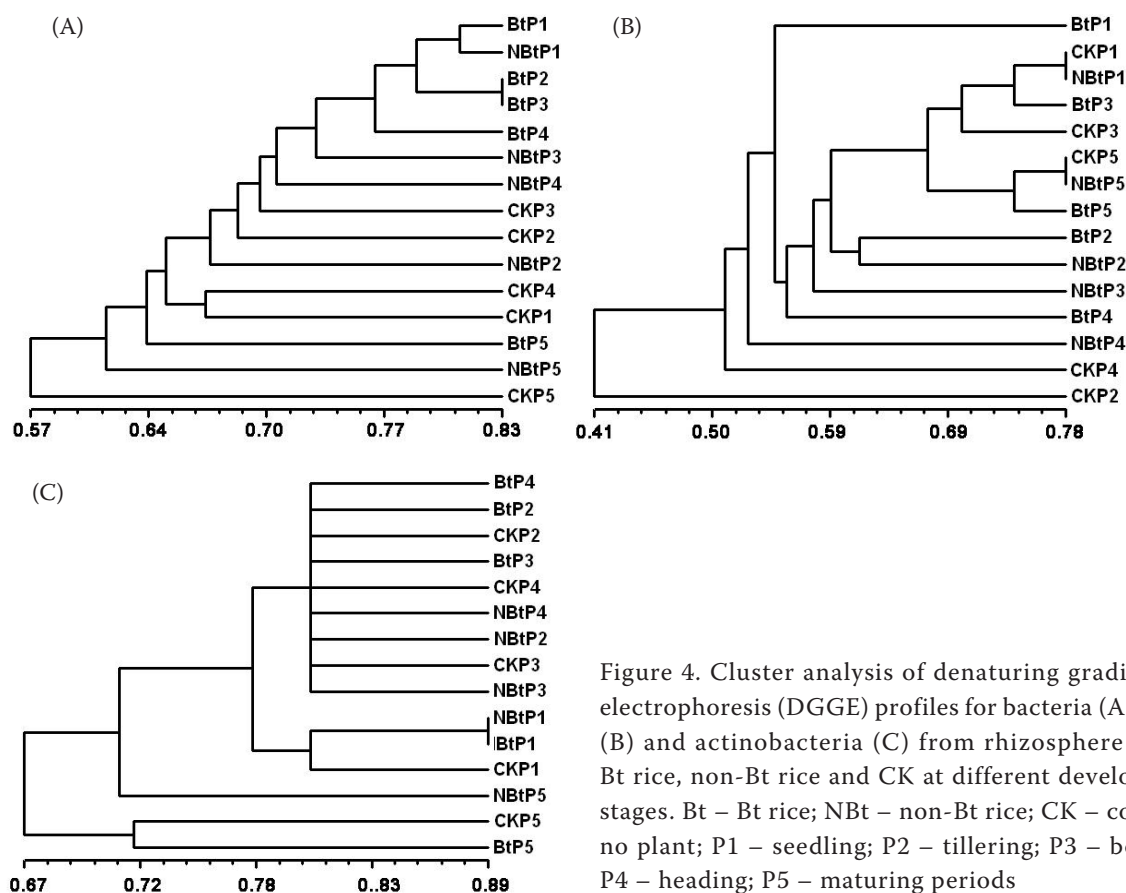 (A)
BtP1
NBtP1
BtP2
BtP3
BtP4
NBtP3
NBtP4
CKP3
CKP2
NBtP2
CKP4
CKP1
BtP5
NBtP5
CKP5
0.57 0.64 0.70 0.77 0.83
(B)
BtP1
CKP1
NBtP1
BtP3
CKP3
CKP5
NBtP5
BtP5
BtP2
NBtP2
NBtP3
BtP4
NBtP4
CKP4
CKP2
0.41 0.50 0.59 0.69 0.78
(C)
BtP4
BtP2
CKP2
BtP3
CKP4
NBtP4
NBtP2
CKP3
NBtP3
NBtP1
BtP1
CKP1
NBtP5
CKP5
BtP5
0.67 0.72 0.78 0.83 0.89
Figure 4. Cluster analysis of denaturing gradi
electrophoresis (DGGE) profiles for bacteria (A
(B) and actinobacteria (C) from rhizosphere
Bt rice, non-Bt rice and CK at different develo
stages. Bt – Bt rice; NBt – non-Bt rice; CK – co
no plant; P1 – seedling; P2 – tillering; P3 – b
P4 – heading; P5 – maturing periods